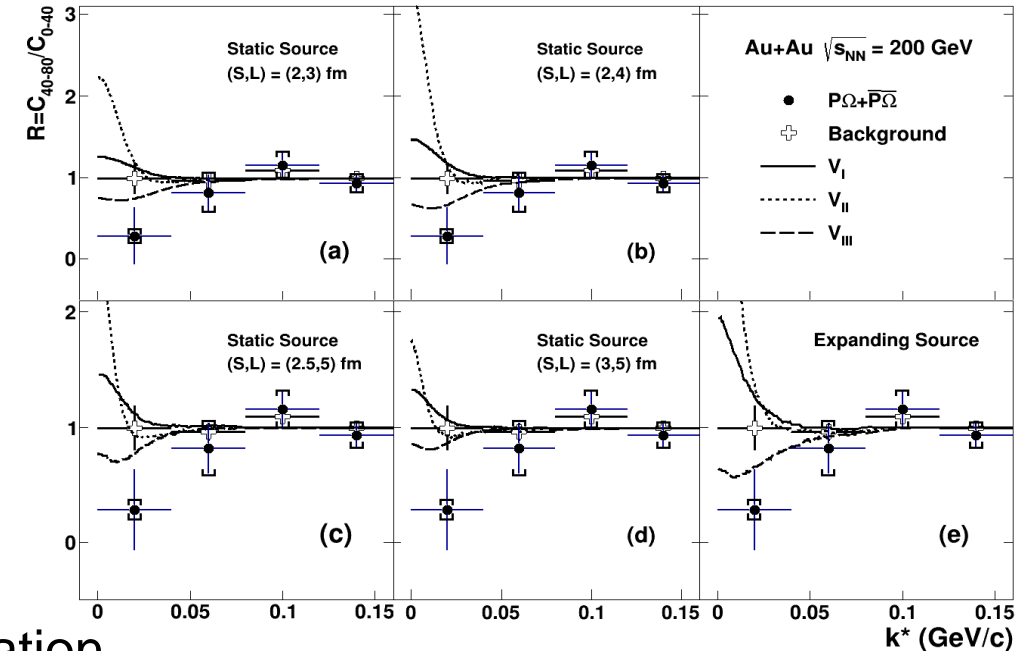 R=C40-80/C0-40
3
2
1
0
Static Source
(S,L) = (2,3) fm
(a)
Static Source
(S,L) = (2,4) fm
(b)
Au+Au √sNN = 200 GeV
PΩ+P̅Ω̅
Background
VI
VII
VIII
2
1
0
Static Source
(S,L) = (2.5,5) fm
(c)
Static Source
(S,L) = (3,5) fm
(d)
Expanding Source
(e)
0 0.05 0.1 0.15
0 0.05 0.1 0.15
0 0.05 0.1 0.15
k* (GeV/c)